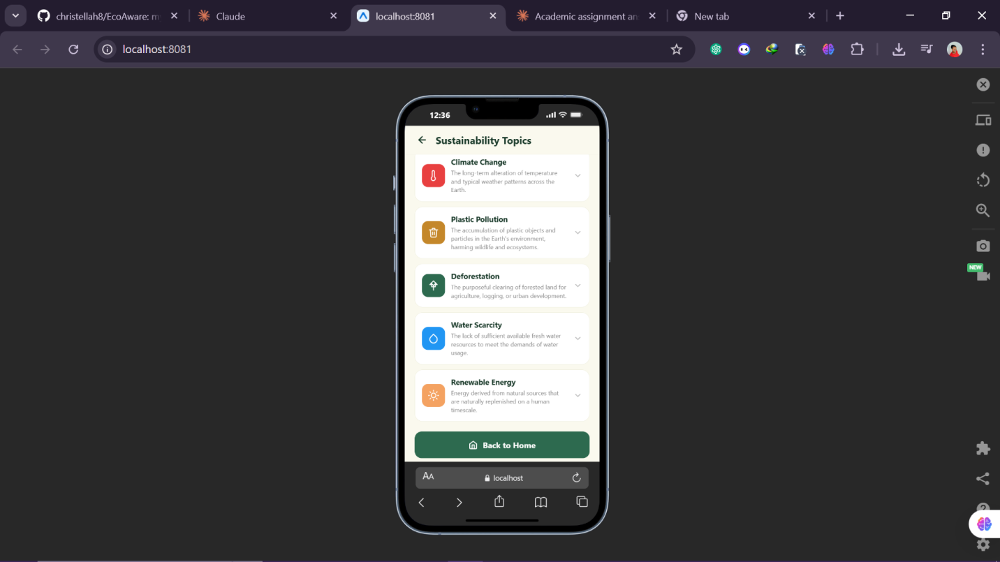 christellah8/EcoAware: m
Claude
localhost:8081
Academic assignment an
New tab
localhost:8081
12:36
Sustainability Topics
Climate Change
The long-term alteration of temperature
and typical weather patterns across the
Earth.
Plastic Pollution
The accumulation of plastic objects and
particles in the Earth's environment,
harming wildlife and ecosystems.
Deforestation
The purposeful clearing of forested land for
agriculture, logging, or urban development.
Water Scarcity
The lack of sufficient available fresh water
resources to meet the demands of water
usage.
Renewable Energy
Energy derived from natural sources that
are naturally replenished on a human
timescale.
Back to Home
AA
localhost
NEW